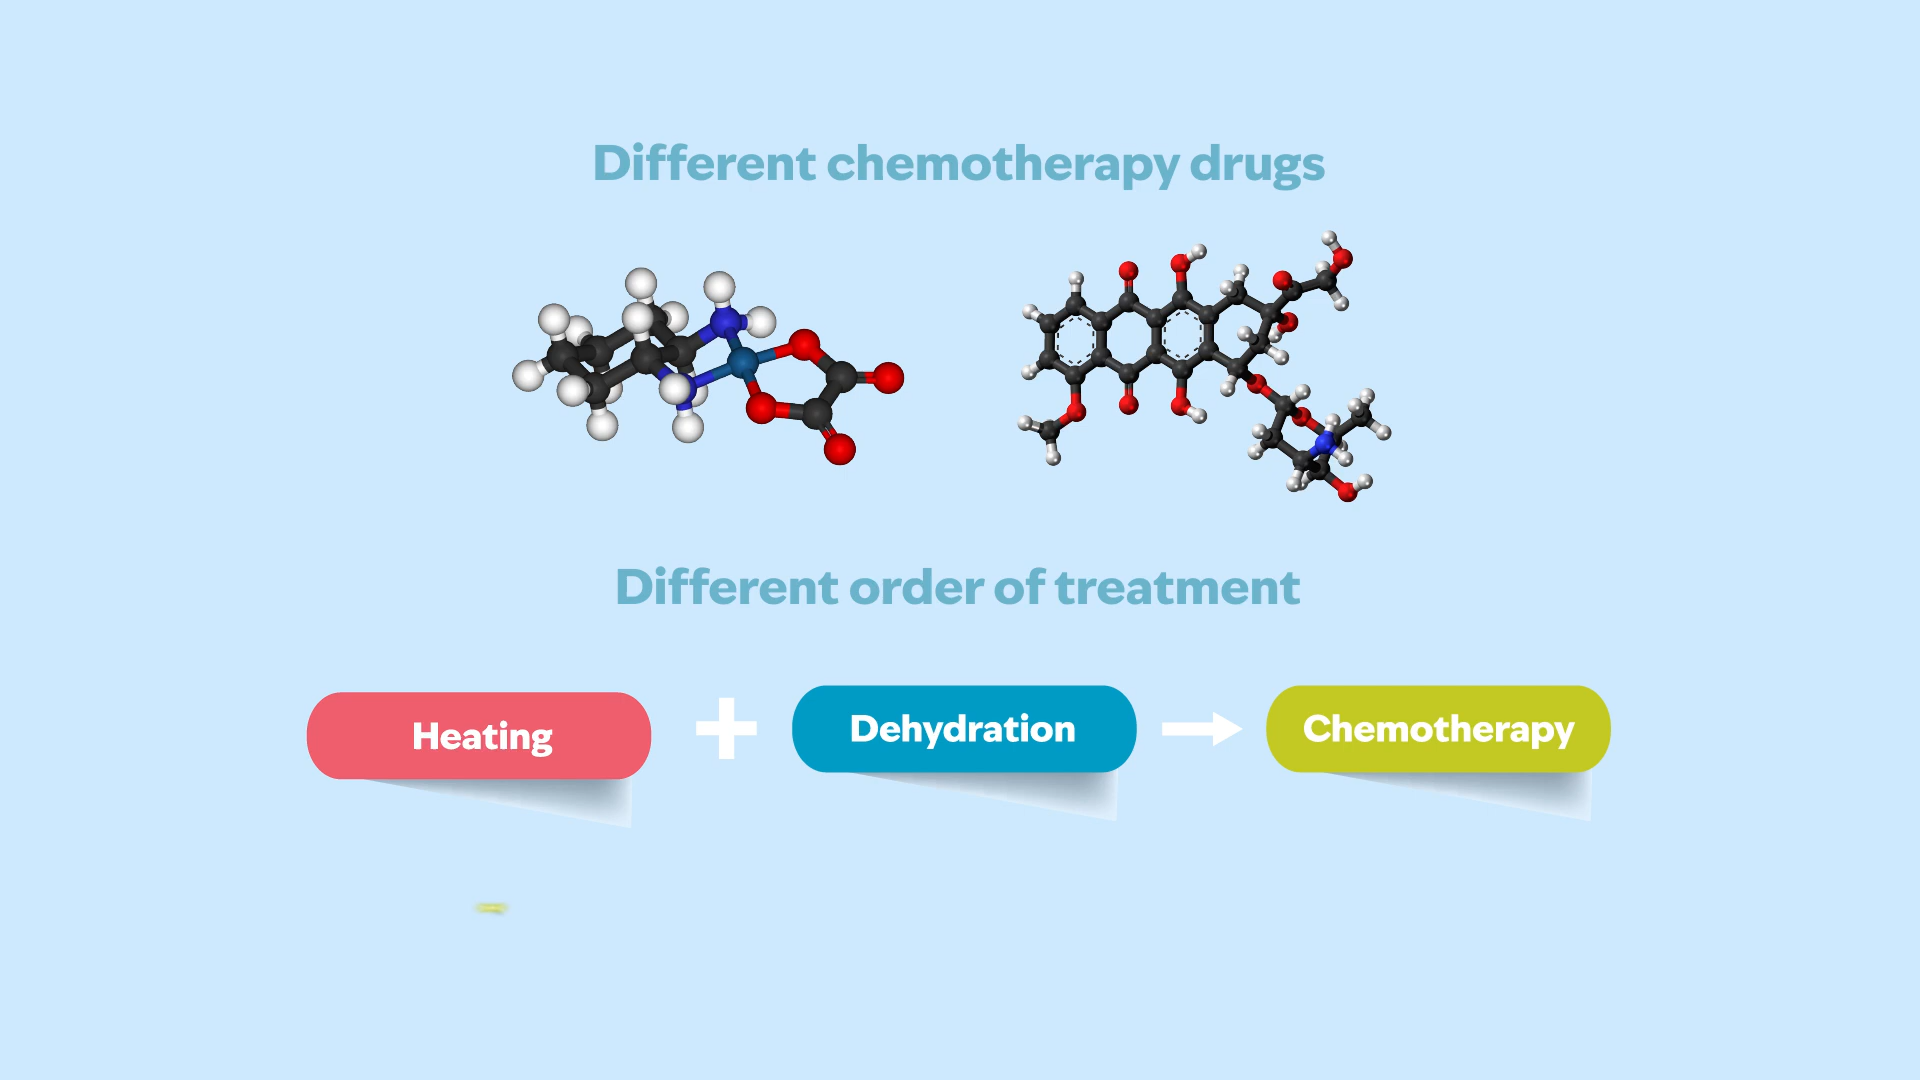 Different chemotherapy drugs
Different order of treatment
Heating
Dehydration
Chemotherapy